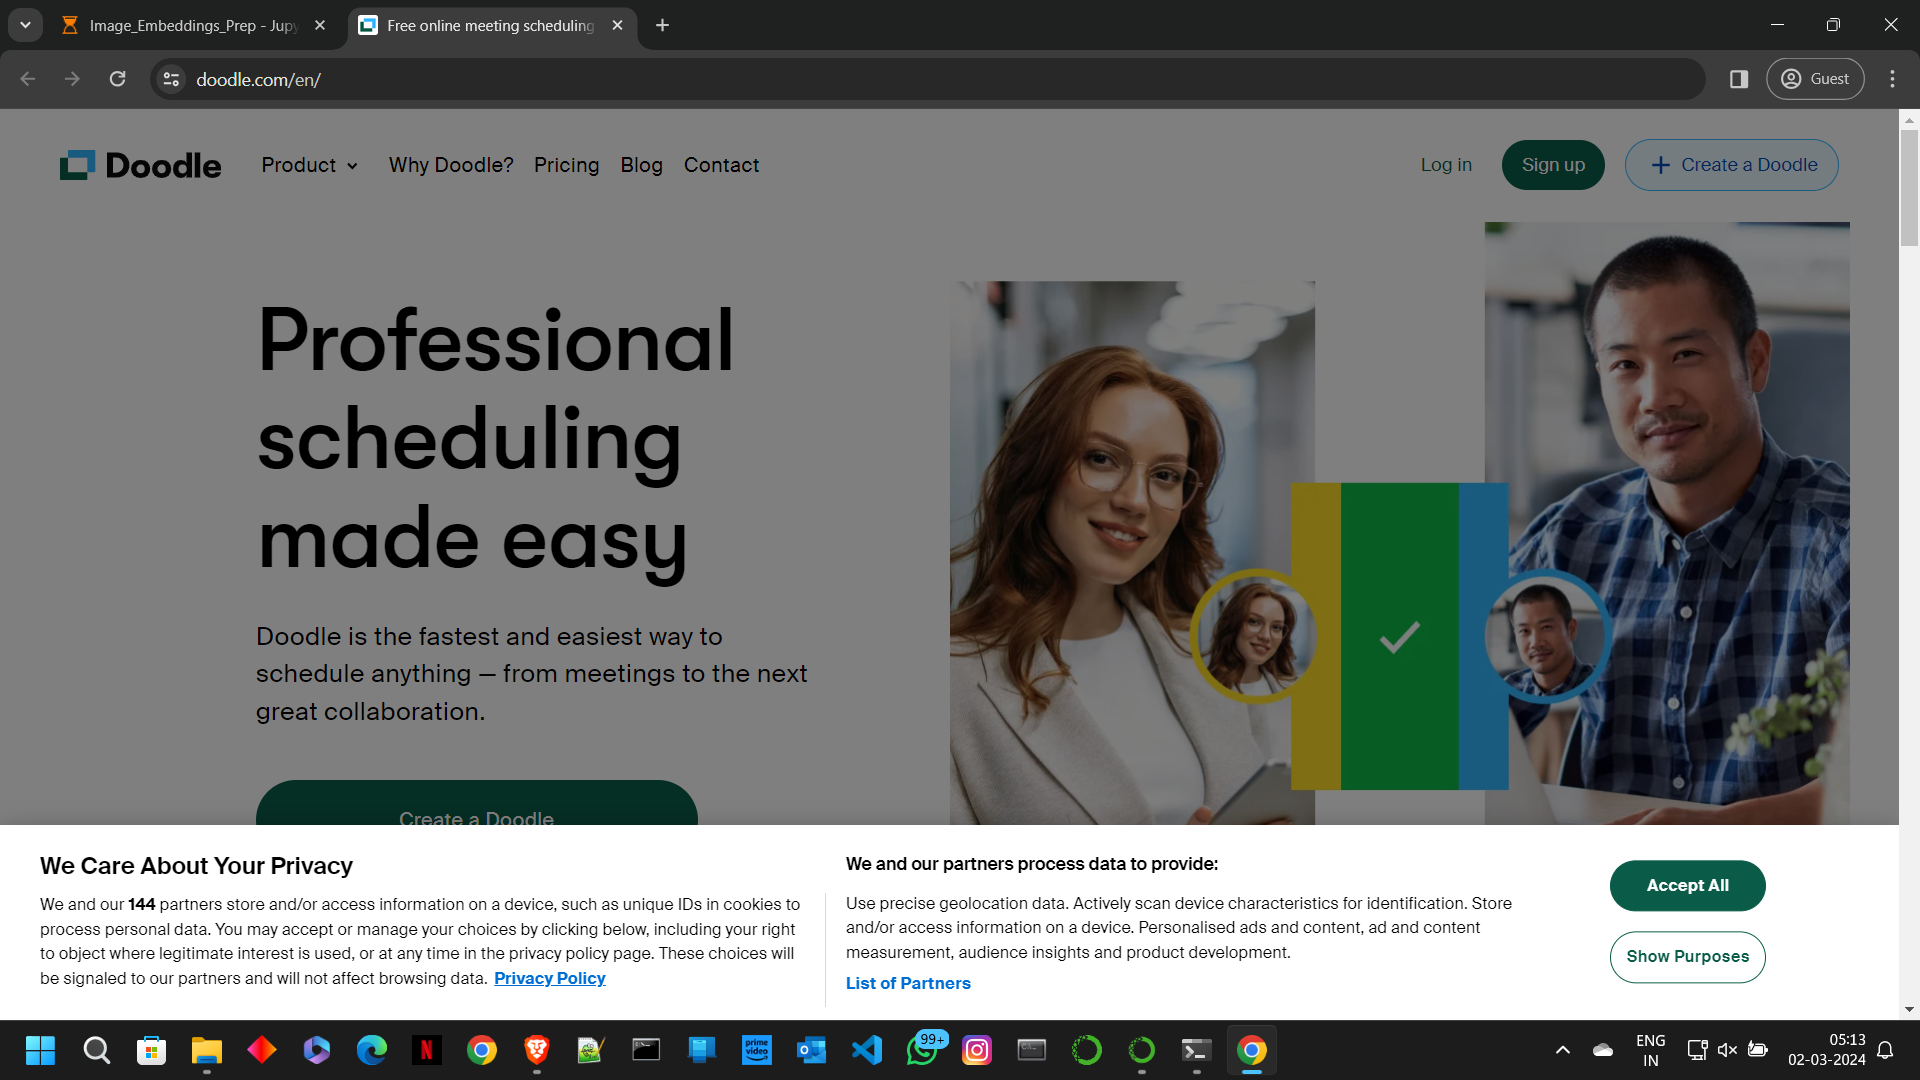 Image_Embeddings_Prep - Jupy
Free online meeting scheduling
doodle.com/en/
Guest
Doodle
Product
Why Doodle?
Pricing
Blog
Contact
Log in
Sign up
+ Create a Doodle
Professional
scheduling
made easy
Doodle is the fastest and easiest way to
schedule anything — from meetings to the next
great collaboration.
Create a Doodle
We Care About Your Privacy
We and our 144 partners store and/or access information on a device, such as unique IDs in cookies to
process personal data. You may accept or manage your choices by clicking below, including your right
to object where legitimate interest is used, or at any time in the privacy policy page. These choices will
be signaled to our partners and will not affect browsing data. Privacy Policy
We and our partners process data to provide:
Use precise geolocation data. Actively scan device characteristics for identification. Store
and/or access information on a device. Personalised ads and content, ad and content
measurement, audience insights and product development.
List of Partners
Accept All
Show Purposes
prime
video
99+
ENG
IN
05:13
02-03-2024